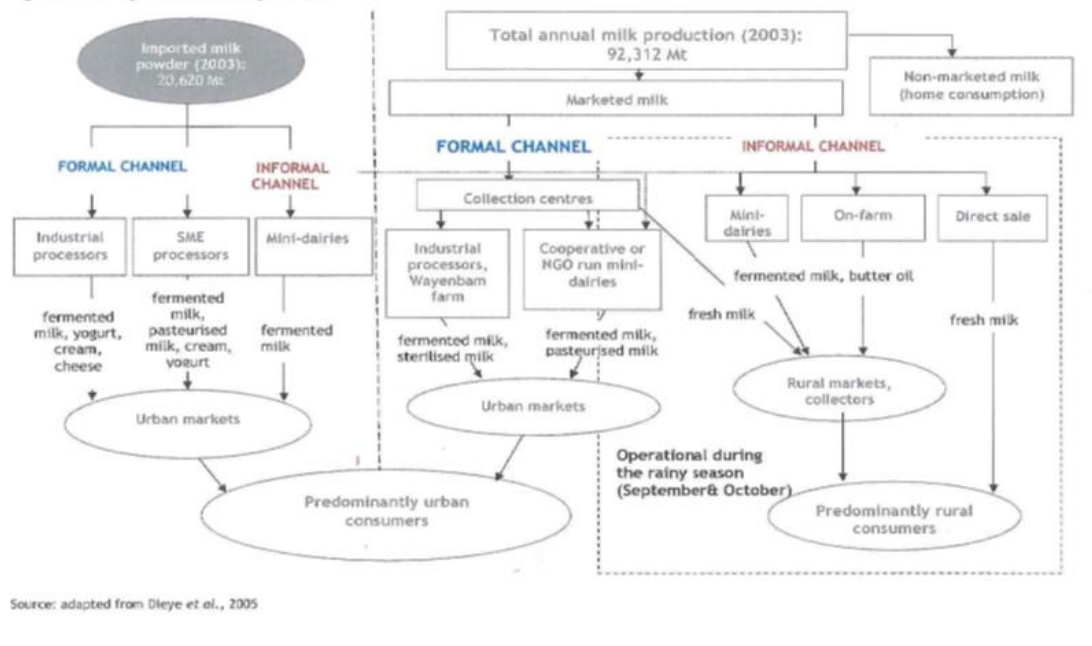 Imported milk
powder (2003):
20,620 Mt
Total annual milk production (2003):
92,312 Mt
Non-marketed milk
(home consumption)
Marketed milk
FORMAL CHANNEL
INFORMAL
CHANNEL
FORMAL CHANNEL
INFORMAL CHANNEL
Collection centres
Industrial
processors
SME
processors
Mini-dairies
Industrial
processors,
Wayenbam
farm
Cooperative or
NGO run mini-
dairies
Mini-
dairies
On-farm
Direct sale
fermented
milk, yogurt,
cream,
cheese
fermented
milk,
pasteurised
milk, cream,
yogurt
fermented
milk
fermented milk,
sterilised milk
fermented milk,
pasteurised milk
fermented milk, butter oil
fresh milk
fresh milk
Urban markets
Urban markets
Rural markets,
collectors
Operational during
the rainy season
(September& October)
Predominantly urban
consumers
Predominantly rural
consumers
Source: adapted from Dieye et al., 2005